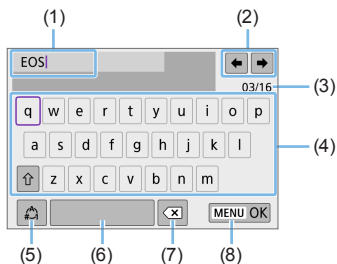 (1) (2)
EOS
03/16 (3)
q w e r t y u i o p
a s d f g h j k l (4)
z x c v b n m
MENU OK
(5) (6) (7) (8)